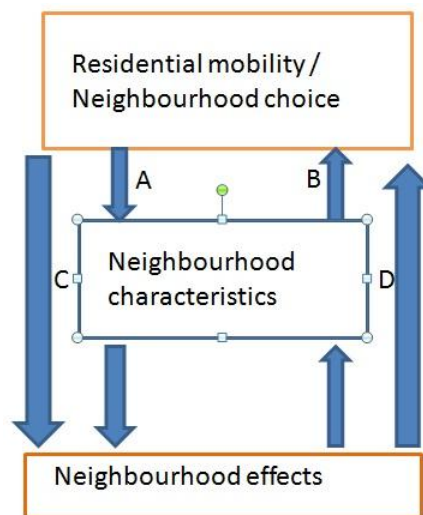 Residential mobility /
Neighbourhood choice
A
B
Neighbourhood
characteristics
C
D
Neighbourhood effects